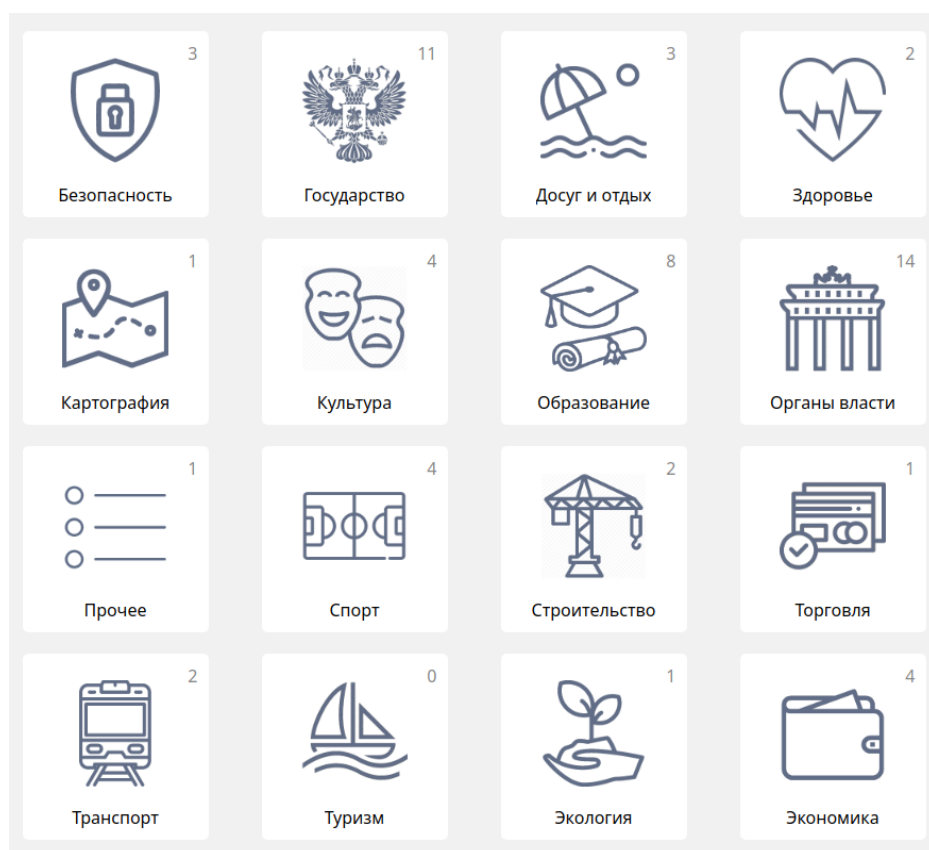 3
Безопасность
11
Государство
3
Досуг и отдых
2
Здоровье
1
Картография
4
Культура
8
Образование
14
Органы власти
1
Прочее
4
Спорт
2
Строительство
1
Торговля
2
Транспорт
0
Туризм
1
Экология
4
Экономика